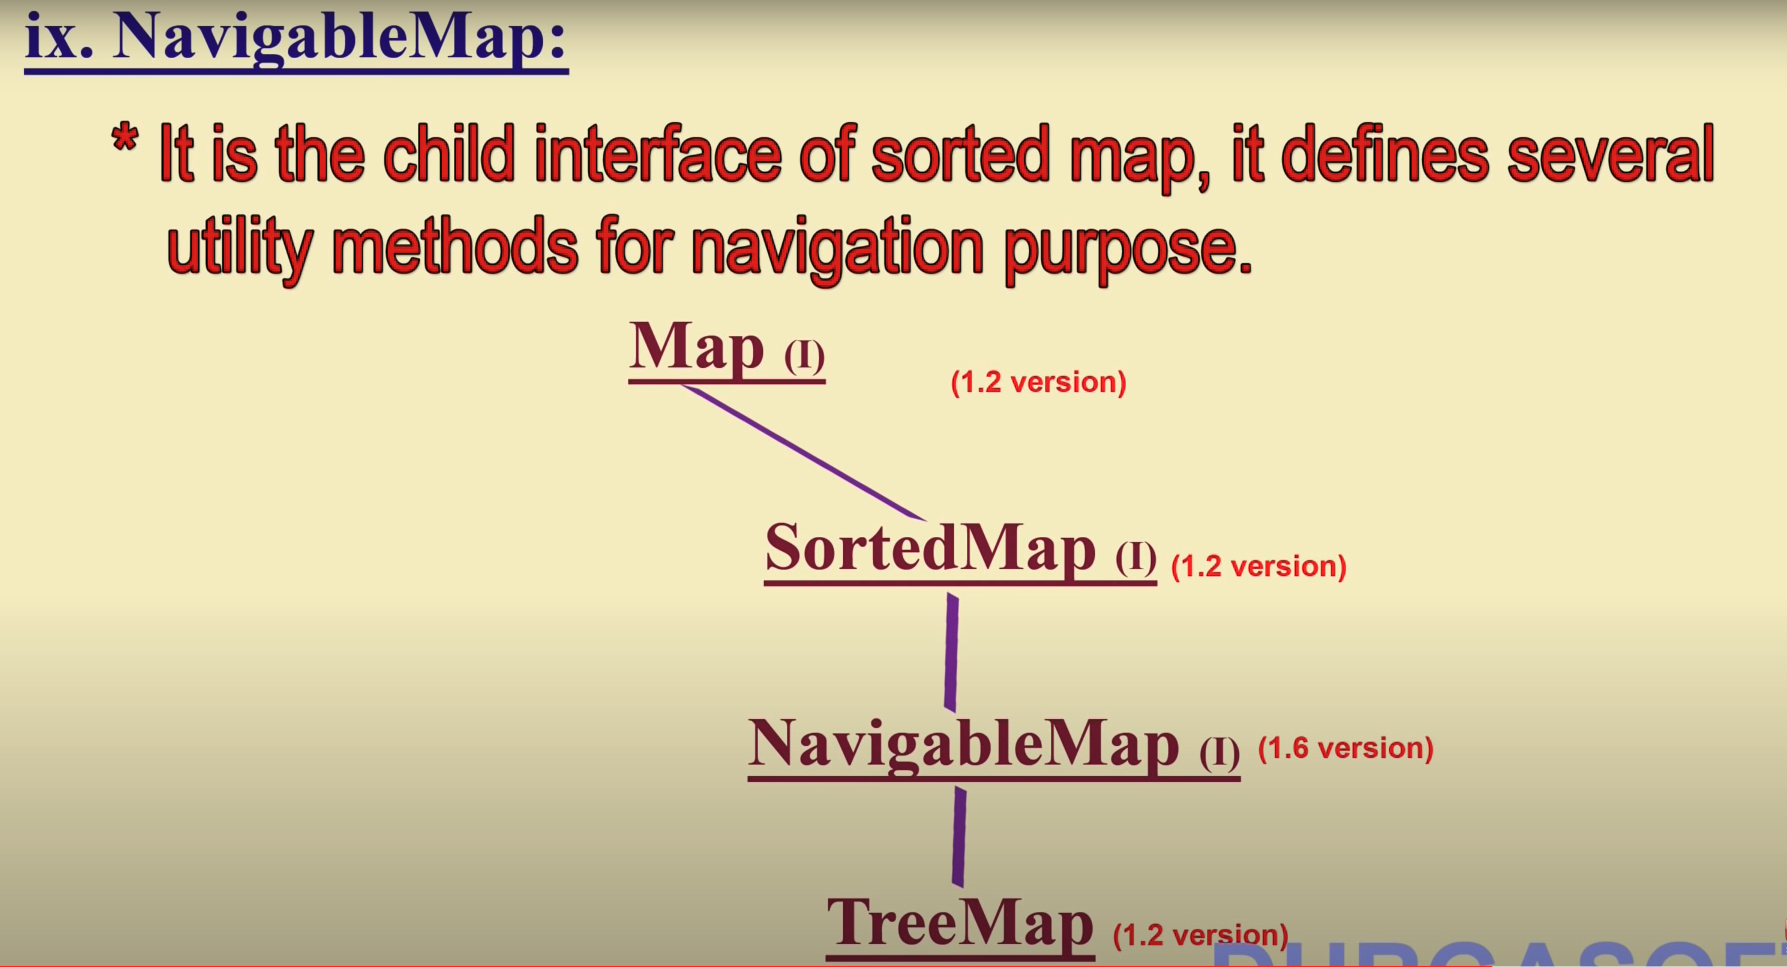 ix. NavigableMap:
* It is the child interface of sorted map, it defines several
utility methods for navigation purpose.
Map (I)
(1.2 version)
SortedMap (I) (1.2 version)
NavigableMap (I) (1.6 version)
TreeMap (1.2 version)